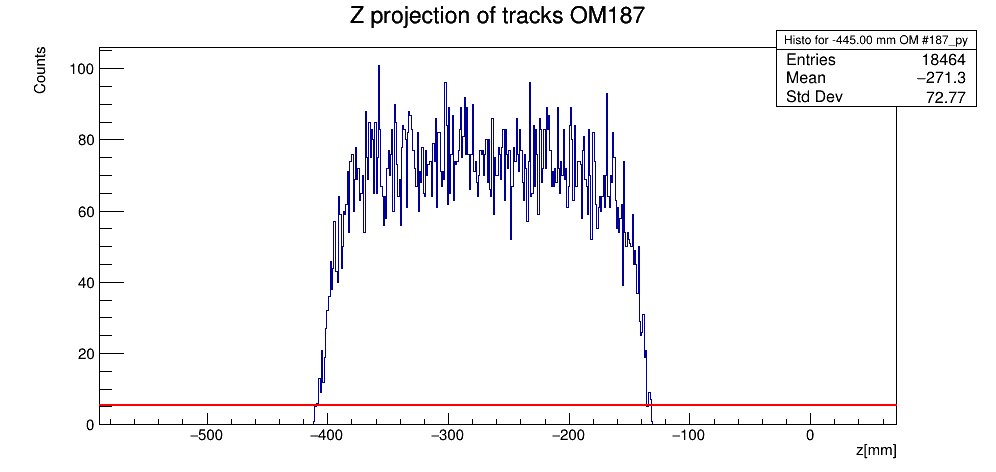 Z projection of tracks OM187
Histo for -445.00 mm OM #187_py
Entries 18464
Mean −271.3
Std Dev 72.77
Counts
100
80
60
40
20
0
−500 −400 −300 −200 −100 0
z[mm]